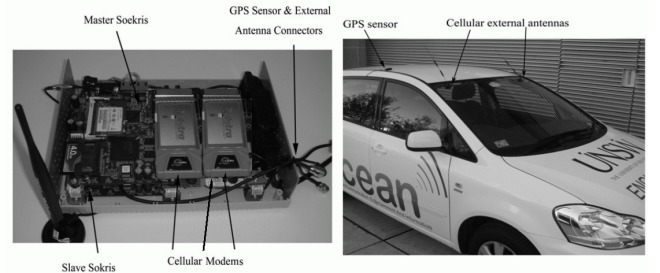 GPS Sensor & External
Antenna Connectors
Master Soekris
Slave Sokris
Cellular Modems
GPS sensor
Cellular external antennas
cean
UNSW